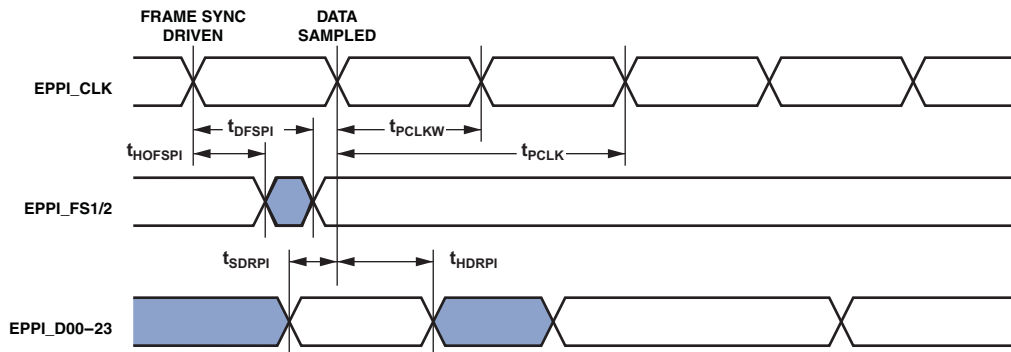 FRAME SYNC
DRIVEN
DATA
SAMPLED
EPPI_CLK
tDFSPI
tPCLKW
tHOFSPI
tPCLK
EPPI_FS1/2
tSDRPI
tHDRPI
EPPI_D00–23